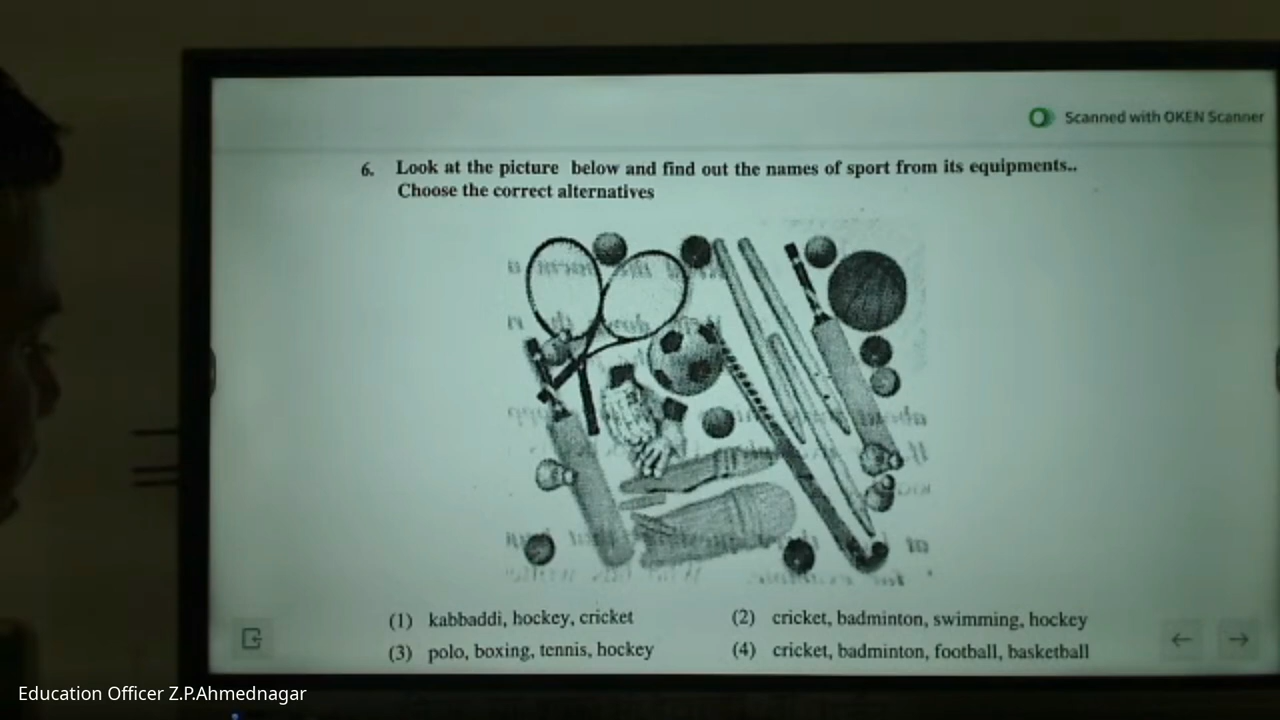 Scanned with OKEN Scanner
6. Look at the picture below and find out the names of sport from its equipments..
Choose the correct alternatives
(1) kabbaddi, hockey, cricket
(2) cricket, badminton, swimming, hockey
(3) polo, boxing, tennis, hockey
(4) cricket, badminton, football, basketball
Education Officer Z.P.Ahmednagar